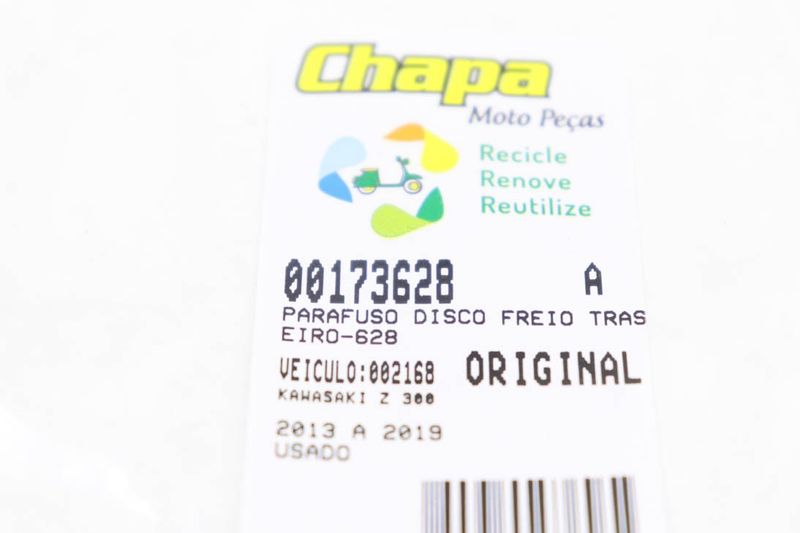 Chapa
Moto Peças
Recicle
Renove
Reutilize
00173628 A
PARAFUSO DISCO FREIO TRAS
EIRO-628
VEICULO:002168 ORIGINAL
KAWASAKI Z 300
2013 A 2019
USADO